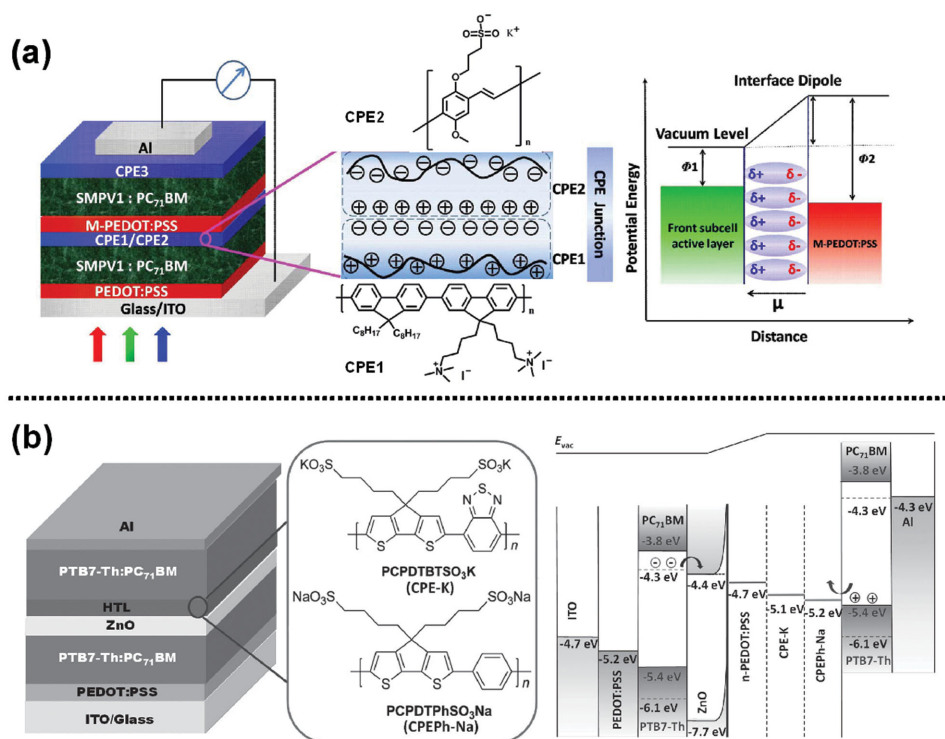 (a)
Al
CPE3
SMPV1 : PC71BM
M-PEDOT:PSS
CPE1/CPE2
SMPV1 : PC71BM
PEDOT:PSS
Glass/ITO
CPE2
O
O
S
O⁻
K⁺
O
OMe
n
CPE2
CPE1
CPE Junction
C8H17
C8H17
n
N⁺
I⁻
N⁺
I⁻
CPE1
Interface Dipole
Vacuum Level
Φ1
Φ2
δ+ δ-
δ+ δ-
δ+ δ-
δ+ δ-
δ+ δ-
Front subcell
active layer
M-PEDOT:PSS
μ
Potential Energy
Distance
(b)
Al
PTB7-Th:PC71BM
HTL
ZnO
PTB7-Th:PC71BM
PEDOT:PSS
ITO/Glass
KO3S
SO3K
N
S
N
S
S
n
PCPDTBTSO3K
(CPE-K)
NaO3S
SO3Na
S
S
n
PCPDTPhSO3Na
(CPEPh-Na)
Evac
ITO
-4.7 eV
PEDOT:PSS
-5.2 eV
PC71BM
-3.8 eV
-4.3 eV
-5.4 eV
-6.1 eV
PTB7-Th
-4.4 eV
ZnO
-7.7 eV
-4.7 eV
n-PEDOT:PSS
-5.1 eV
CPE-K
-5.2 eV
CPEPh-Na
PC71BM
-3.8 eV
-4.3 eV
-5.4 eV
-6.1 eV
PTB7-Th
-4.3 eV
Al